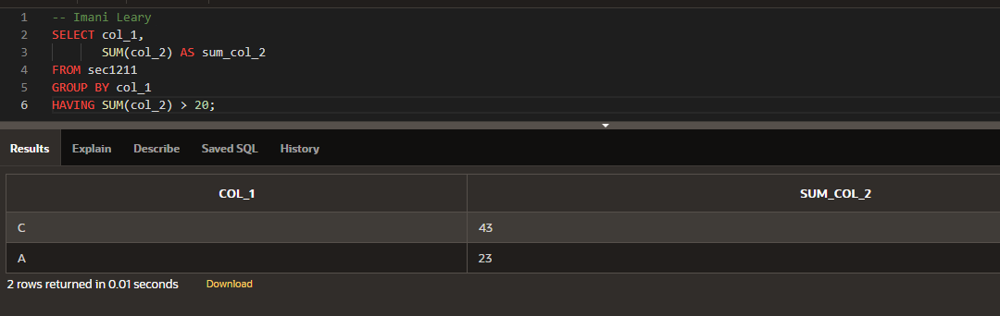 1 -- Imani Leary
2 SELECT col_1,
3 SUM(col_2) AS sum_col_2
4 FROM sec1211
5 GROUP BY col_1
6 HAVING SUM(col_2) > 20;
Results Explain Describe Saved SQL History
COL_1 SUM_COL_2
C 43
A 23
2 rows returned in 0.01 seconds Download